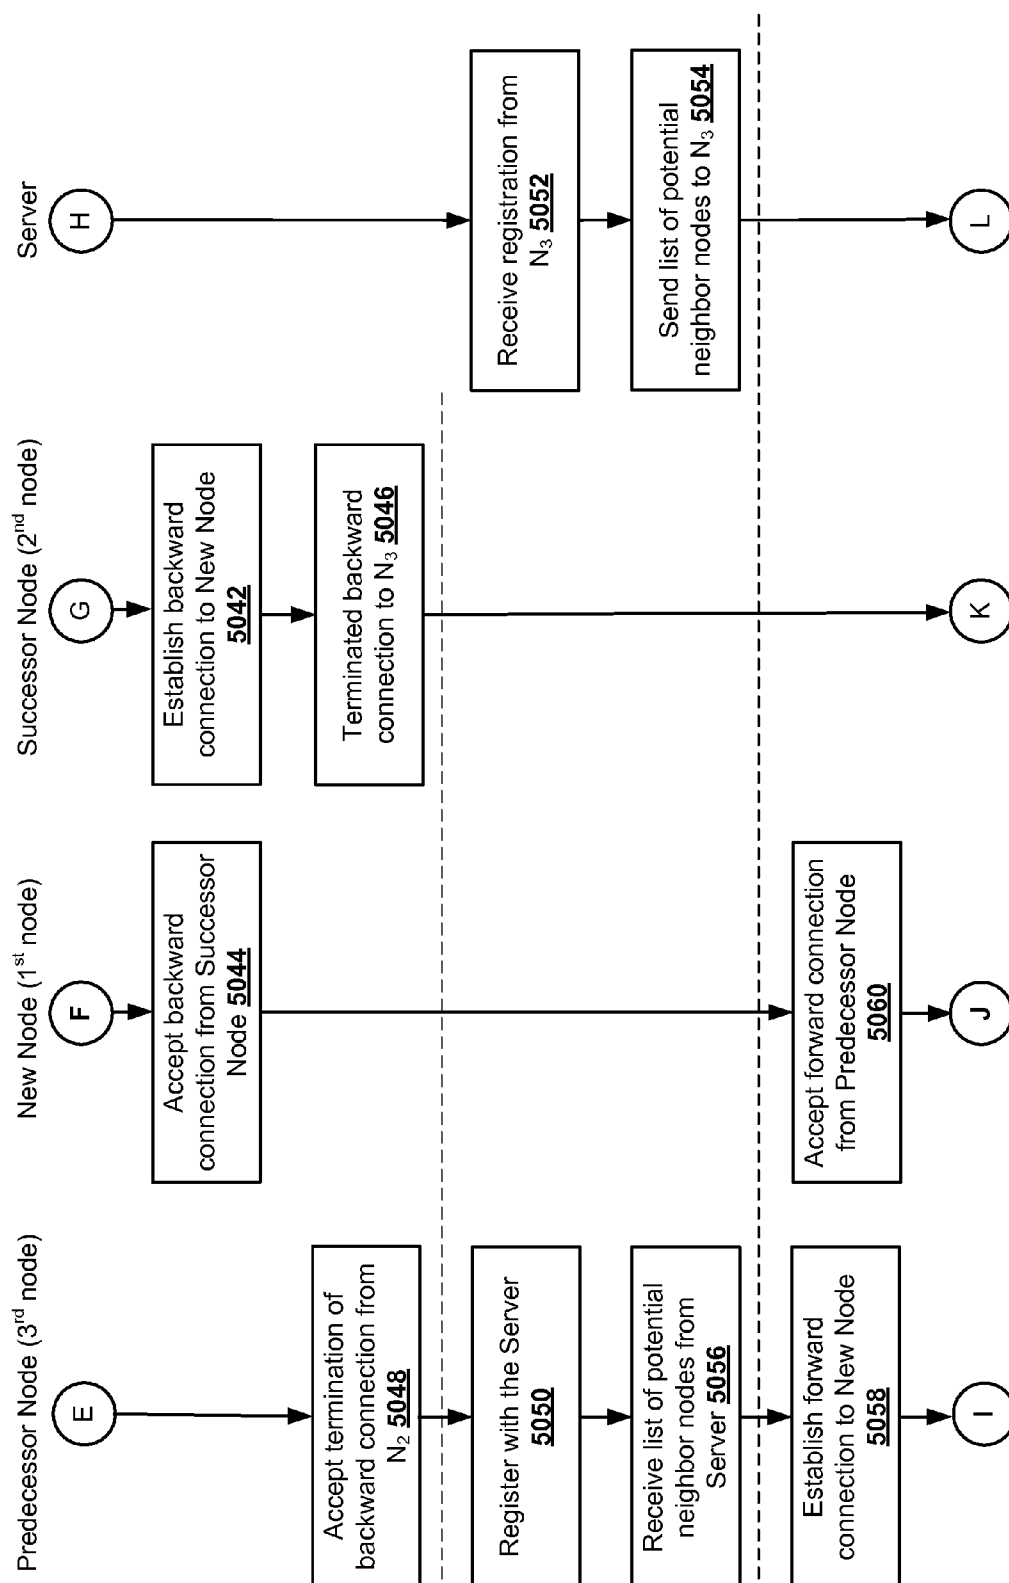 Predecessor Node (3rd node)
E
Accept termination of
backward connection from
N2 5048
Register with the Server
5050
Receive list of potential
neighbor nodes from
Server 5056
Establish forward
connection to New Node
5058
I
New Node (1st node)
F
Accept backward
connection from Successor
Node 5044
Accept forward connection
from Predecessor Node
5060
J
Successor Node (2nd node)
G
Establish backward
connection to New Node
5042
Terminated backward
connection to N3 5046
K
Server
H
Receive registration from
N3 5052
Send list of potential
neighbor nodes to N3 5054
L